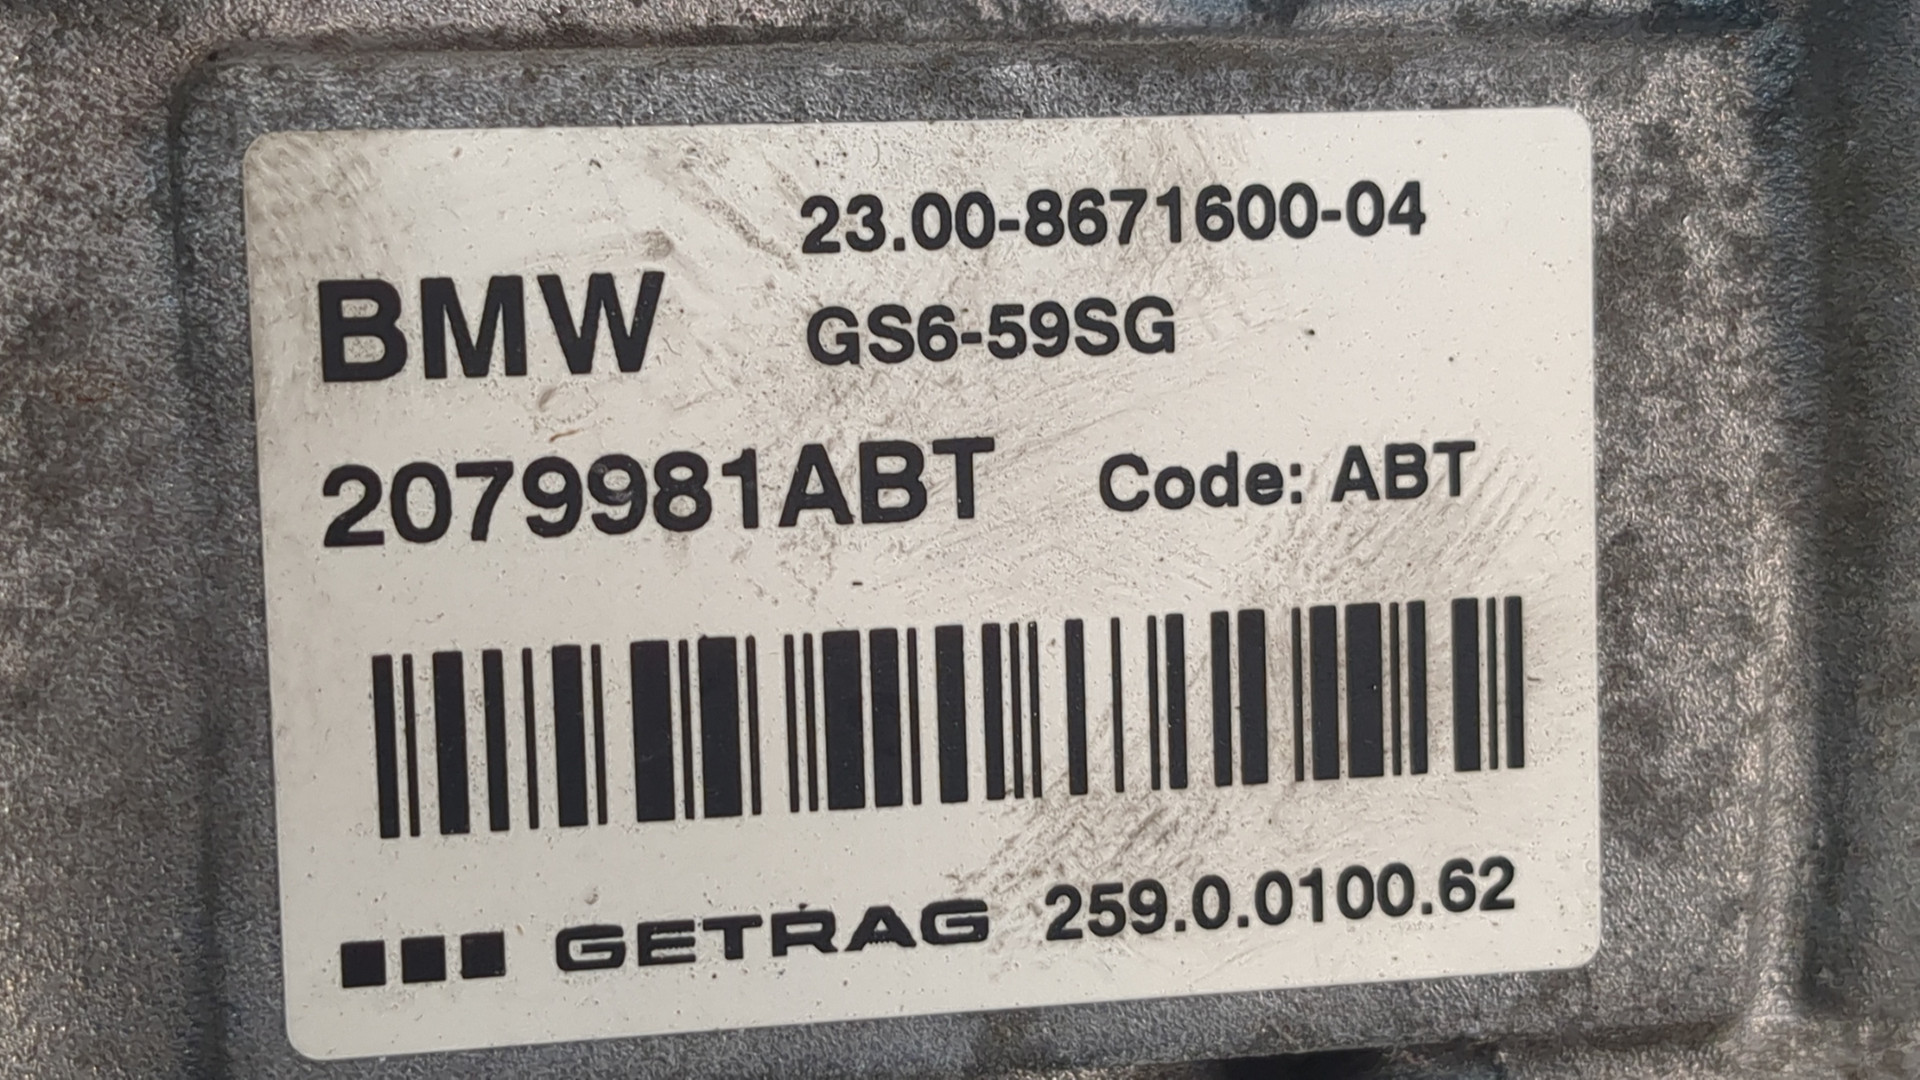 23.00-8671600-04
BMW GS6-59SG
2079981ABT Code: ABT
GETRAG 259.0.0100.62